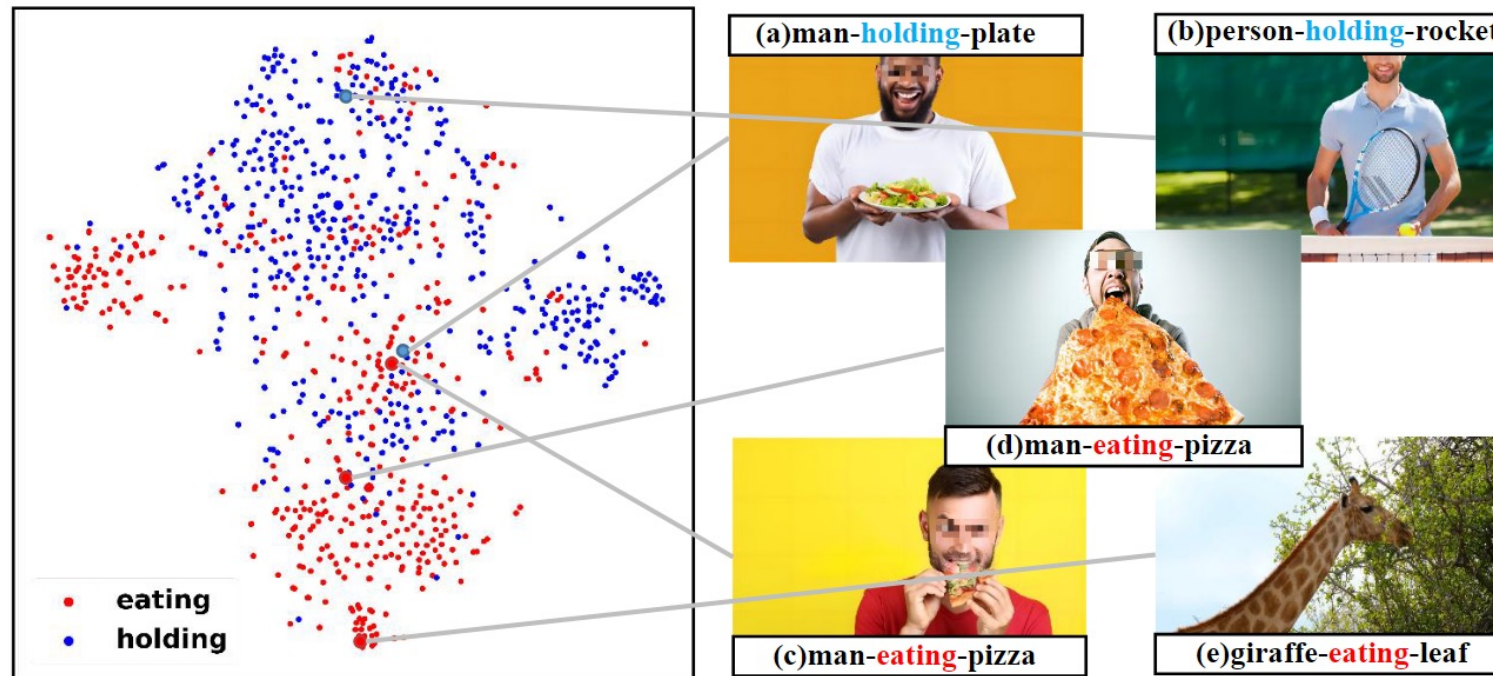 (a)man-holding-plate
(b)person-holding-rocket
(d)man-eating-pizza
eating
holding
(c)man-eating-pizza
(e)giraffe-eating-leaf